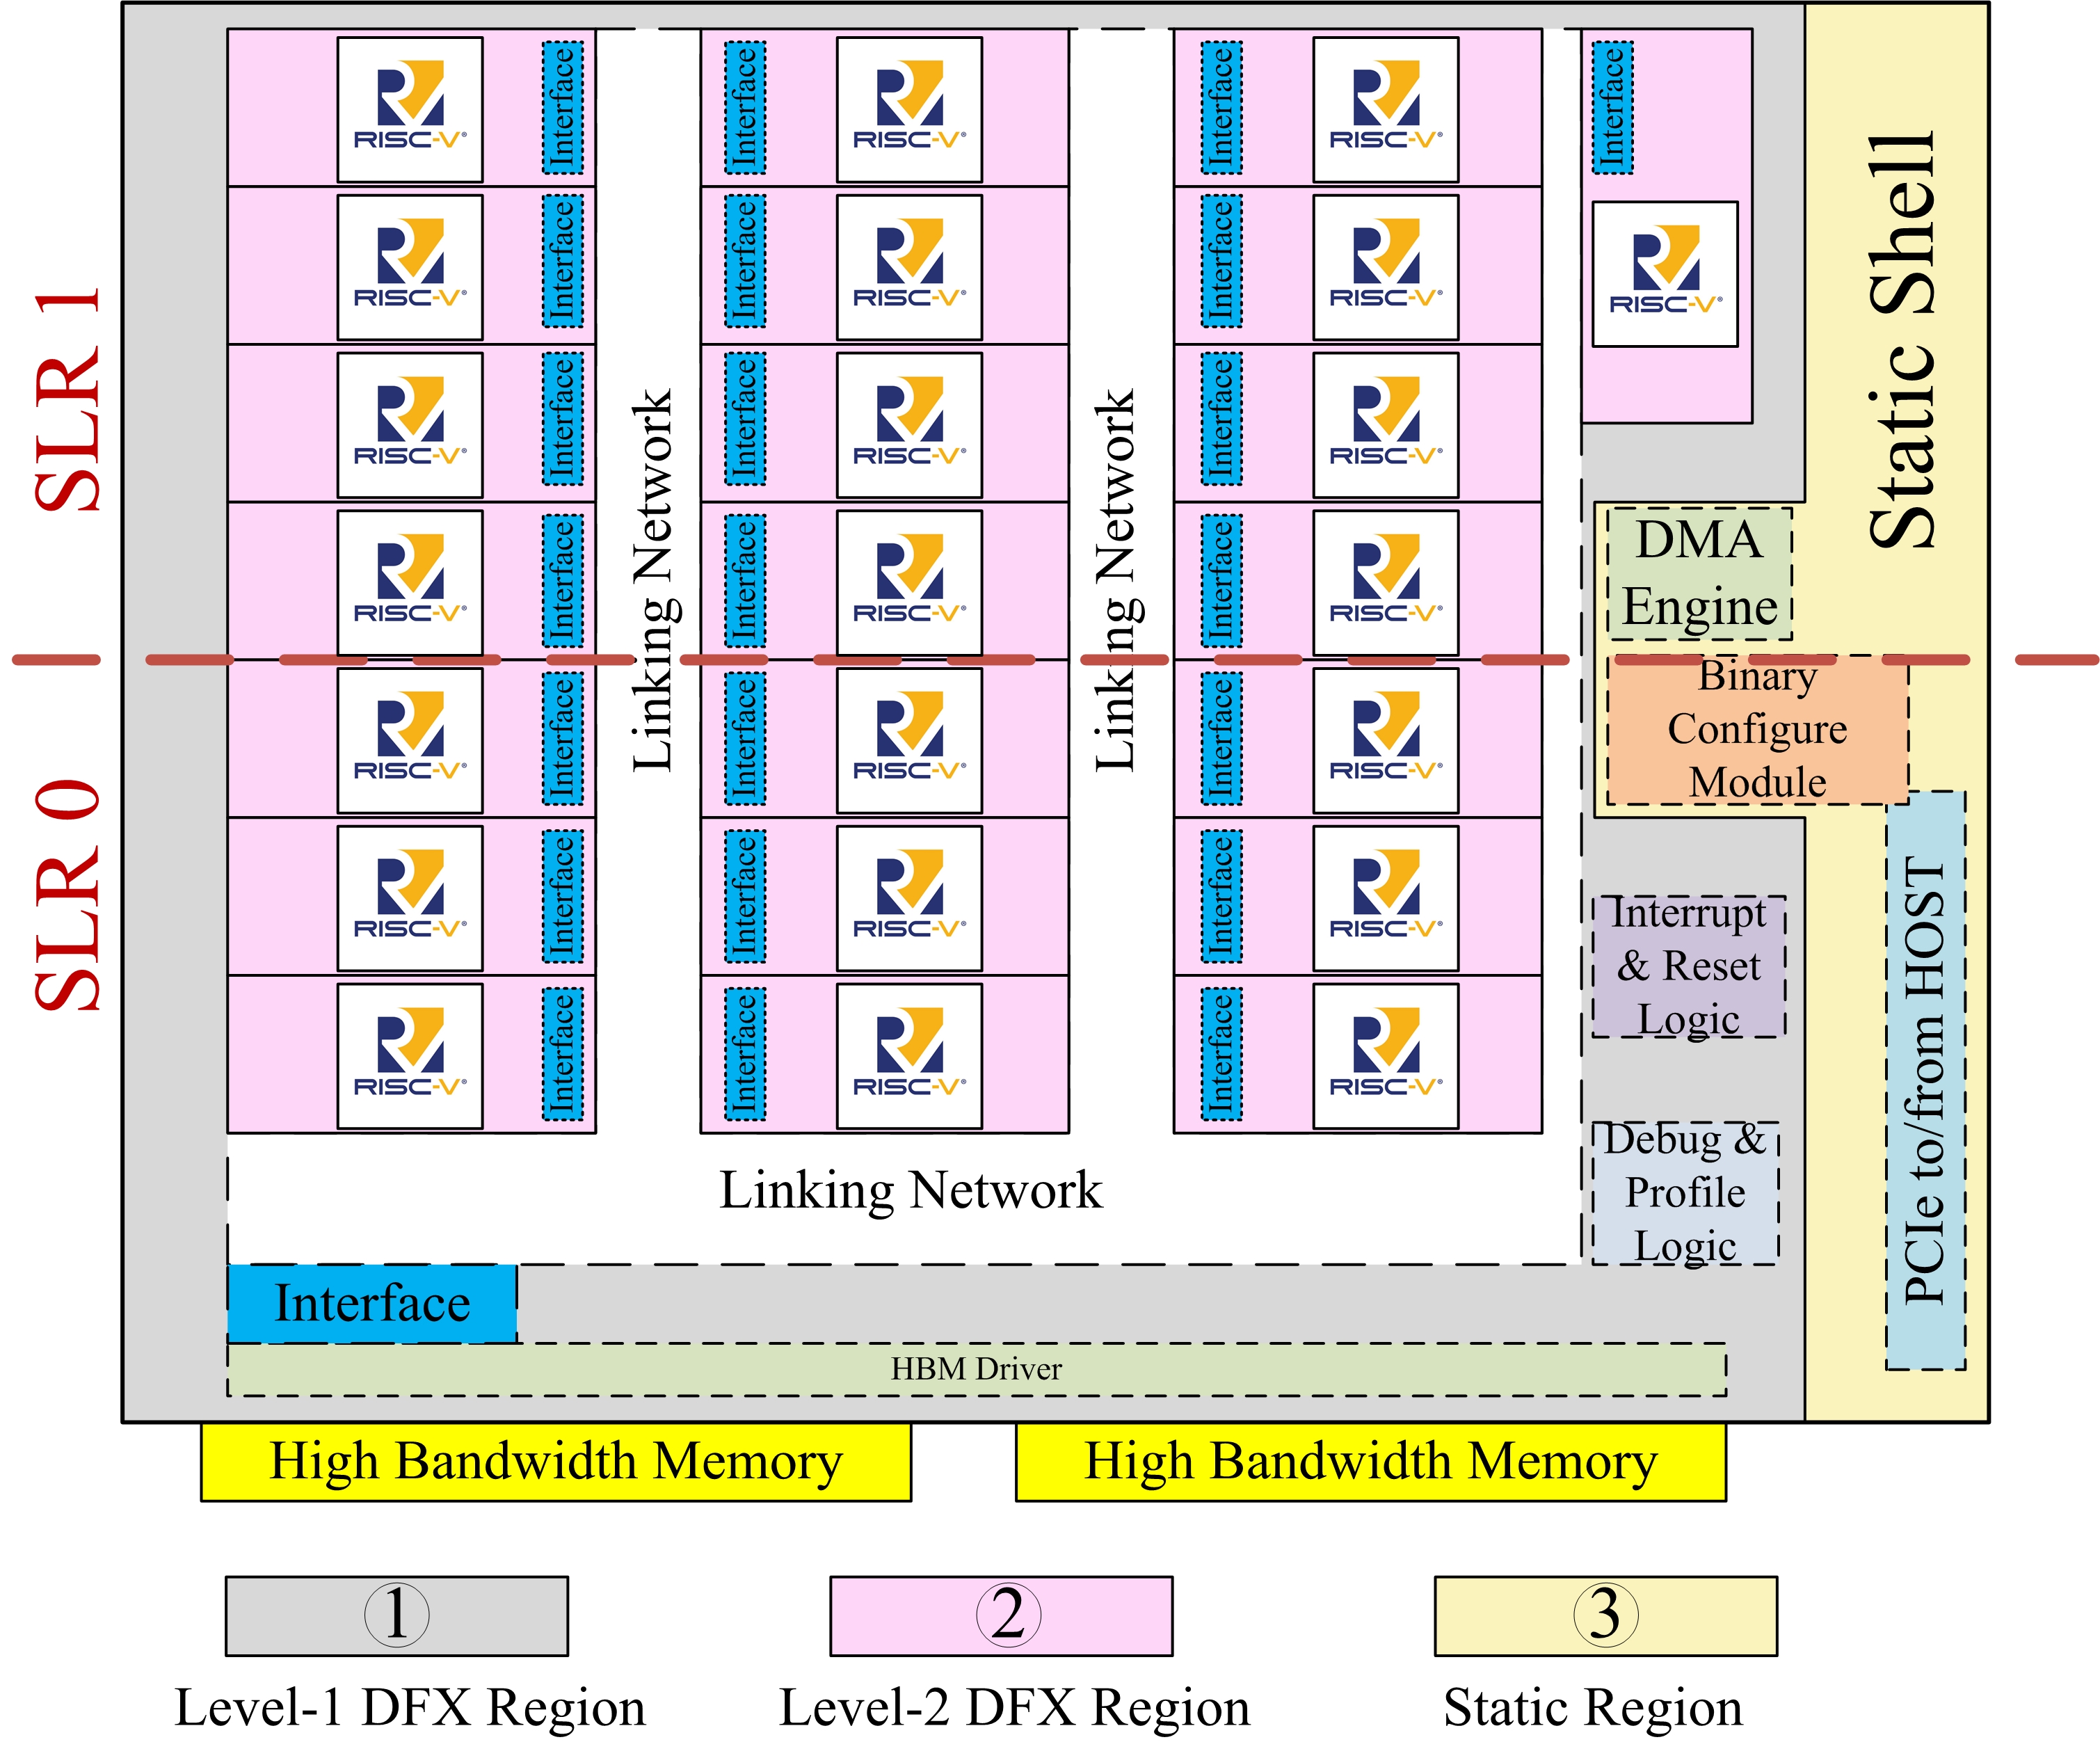 SLR 1
SLR 0
RISC-V®
Interface
Interface
RISC-V®
Interface
RISC-V®
Interface
RISC-V®
Interface
Interface
RISC-V®
Interface
RISC-V®
RISC-V®
RISC-V®
Interface
Interface
RISC-V®
Interface
RISC-V®
RISC-V®
Interface
Interface
RISC-V®
Interface
RISC-V®
RISC-V®
Interface
Interface
RISC-V®
Interface
RISC-V®
RISC-V®
Interface
Interface
RISC-V®
Interface
RISC-V®
RISC-V®
Interface
Interface
RISC-V®
Interface
RISC-V®
Linking Network
Linking Network
Linking Network
Static Shell
DMA
Engine
Binary
Configure
Module
Interrupt
& Reset
Logic
Debug &
Profile
Logic
PCIe to/from HOST
Interface
HBM Driver
High Bandwidth Memory
High Bandwidth Memory
①
②
③
Level-1 DFX Region
Level-2 DFX Region
Static Region